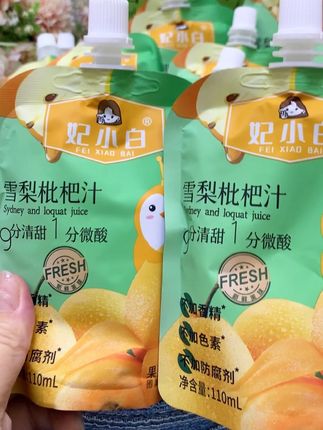 妃小白®
FEI XIAO BAI
雪梨枇杷汁
Sydney and loquat juice
9分清甜1分微酸
FRESH
110mL
妃小白®
FEI XIAO BAI
雪梨枇杷汁
Sydney and loquat juice
分清甜1分微酸
FRESH
加香精*
加色素*
加防腐剂*
净含量:110mL